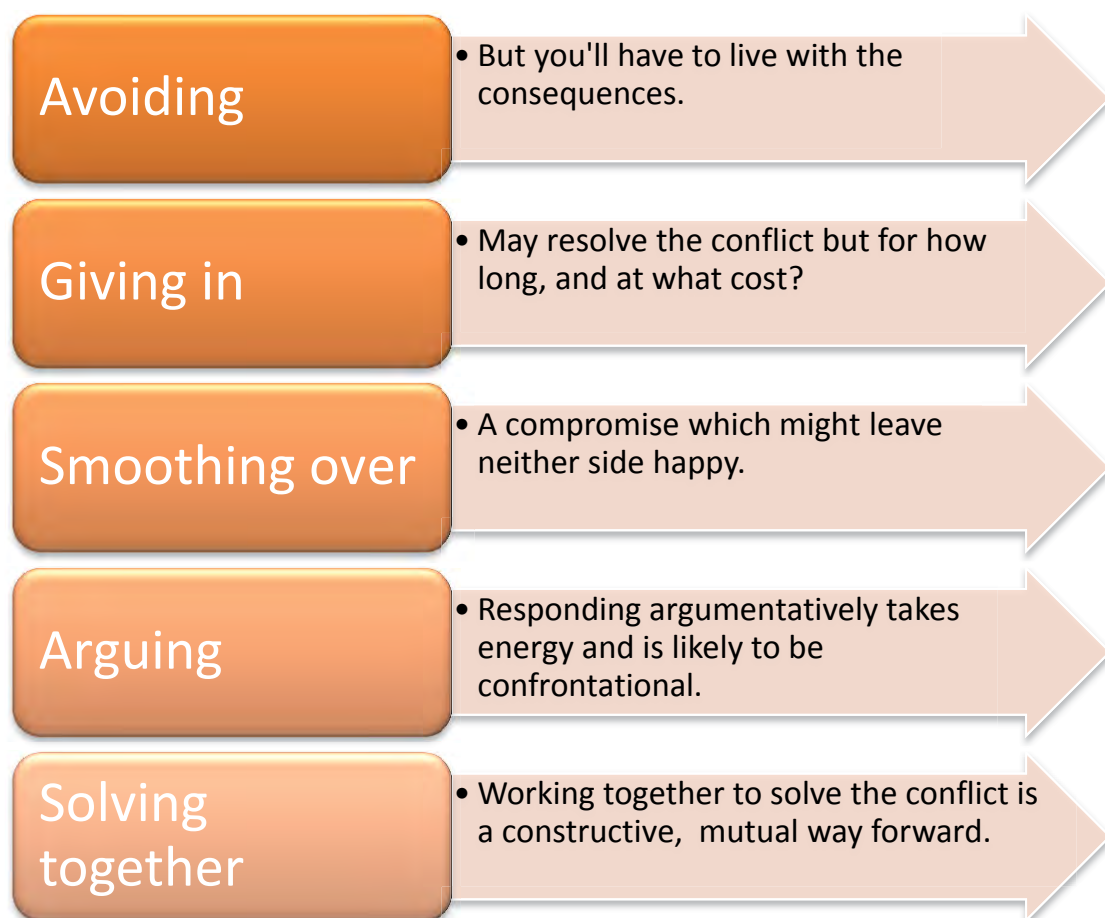 Avoiding
• But you'll have to live with the
consequences.
Giving in
• May resolve the conflict but for how
long, and at what cost?
Smoothing over
• A compromise which might leave
neither side happy.
Arguing
• Responding argumentatively takes
energy and is likely to be
confrontational.
Solving
together
• Working together to solve the conflict is
a constructive,  mutual way forward.